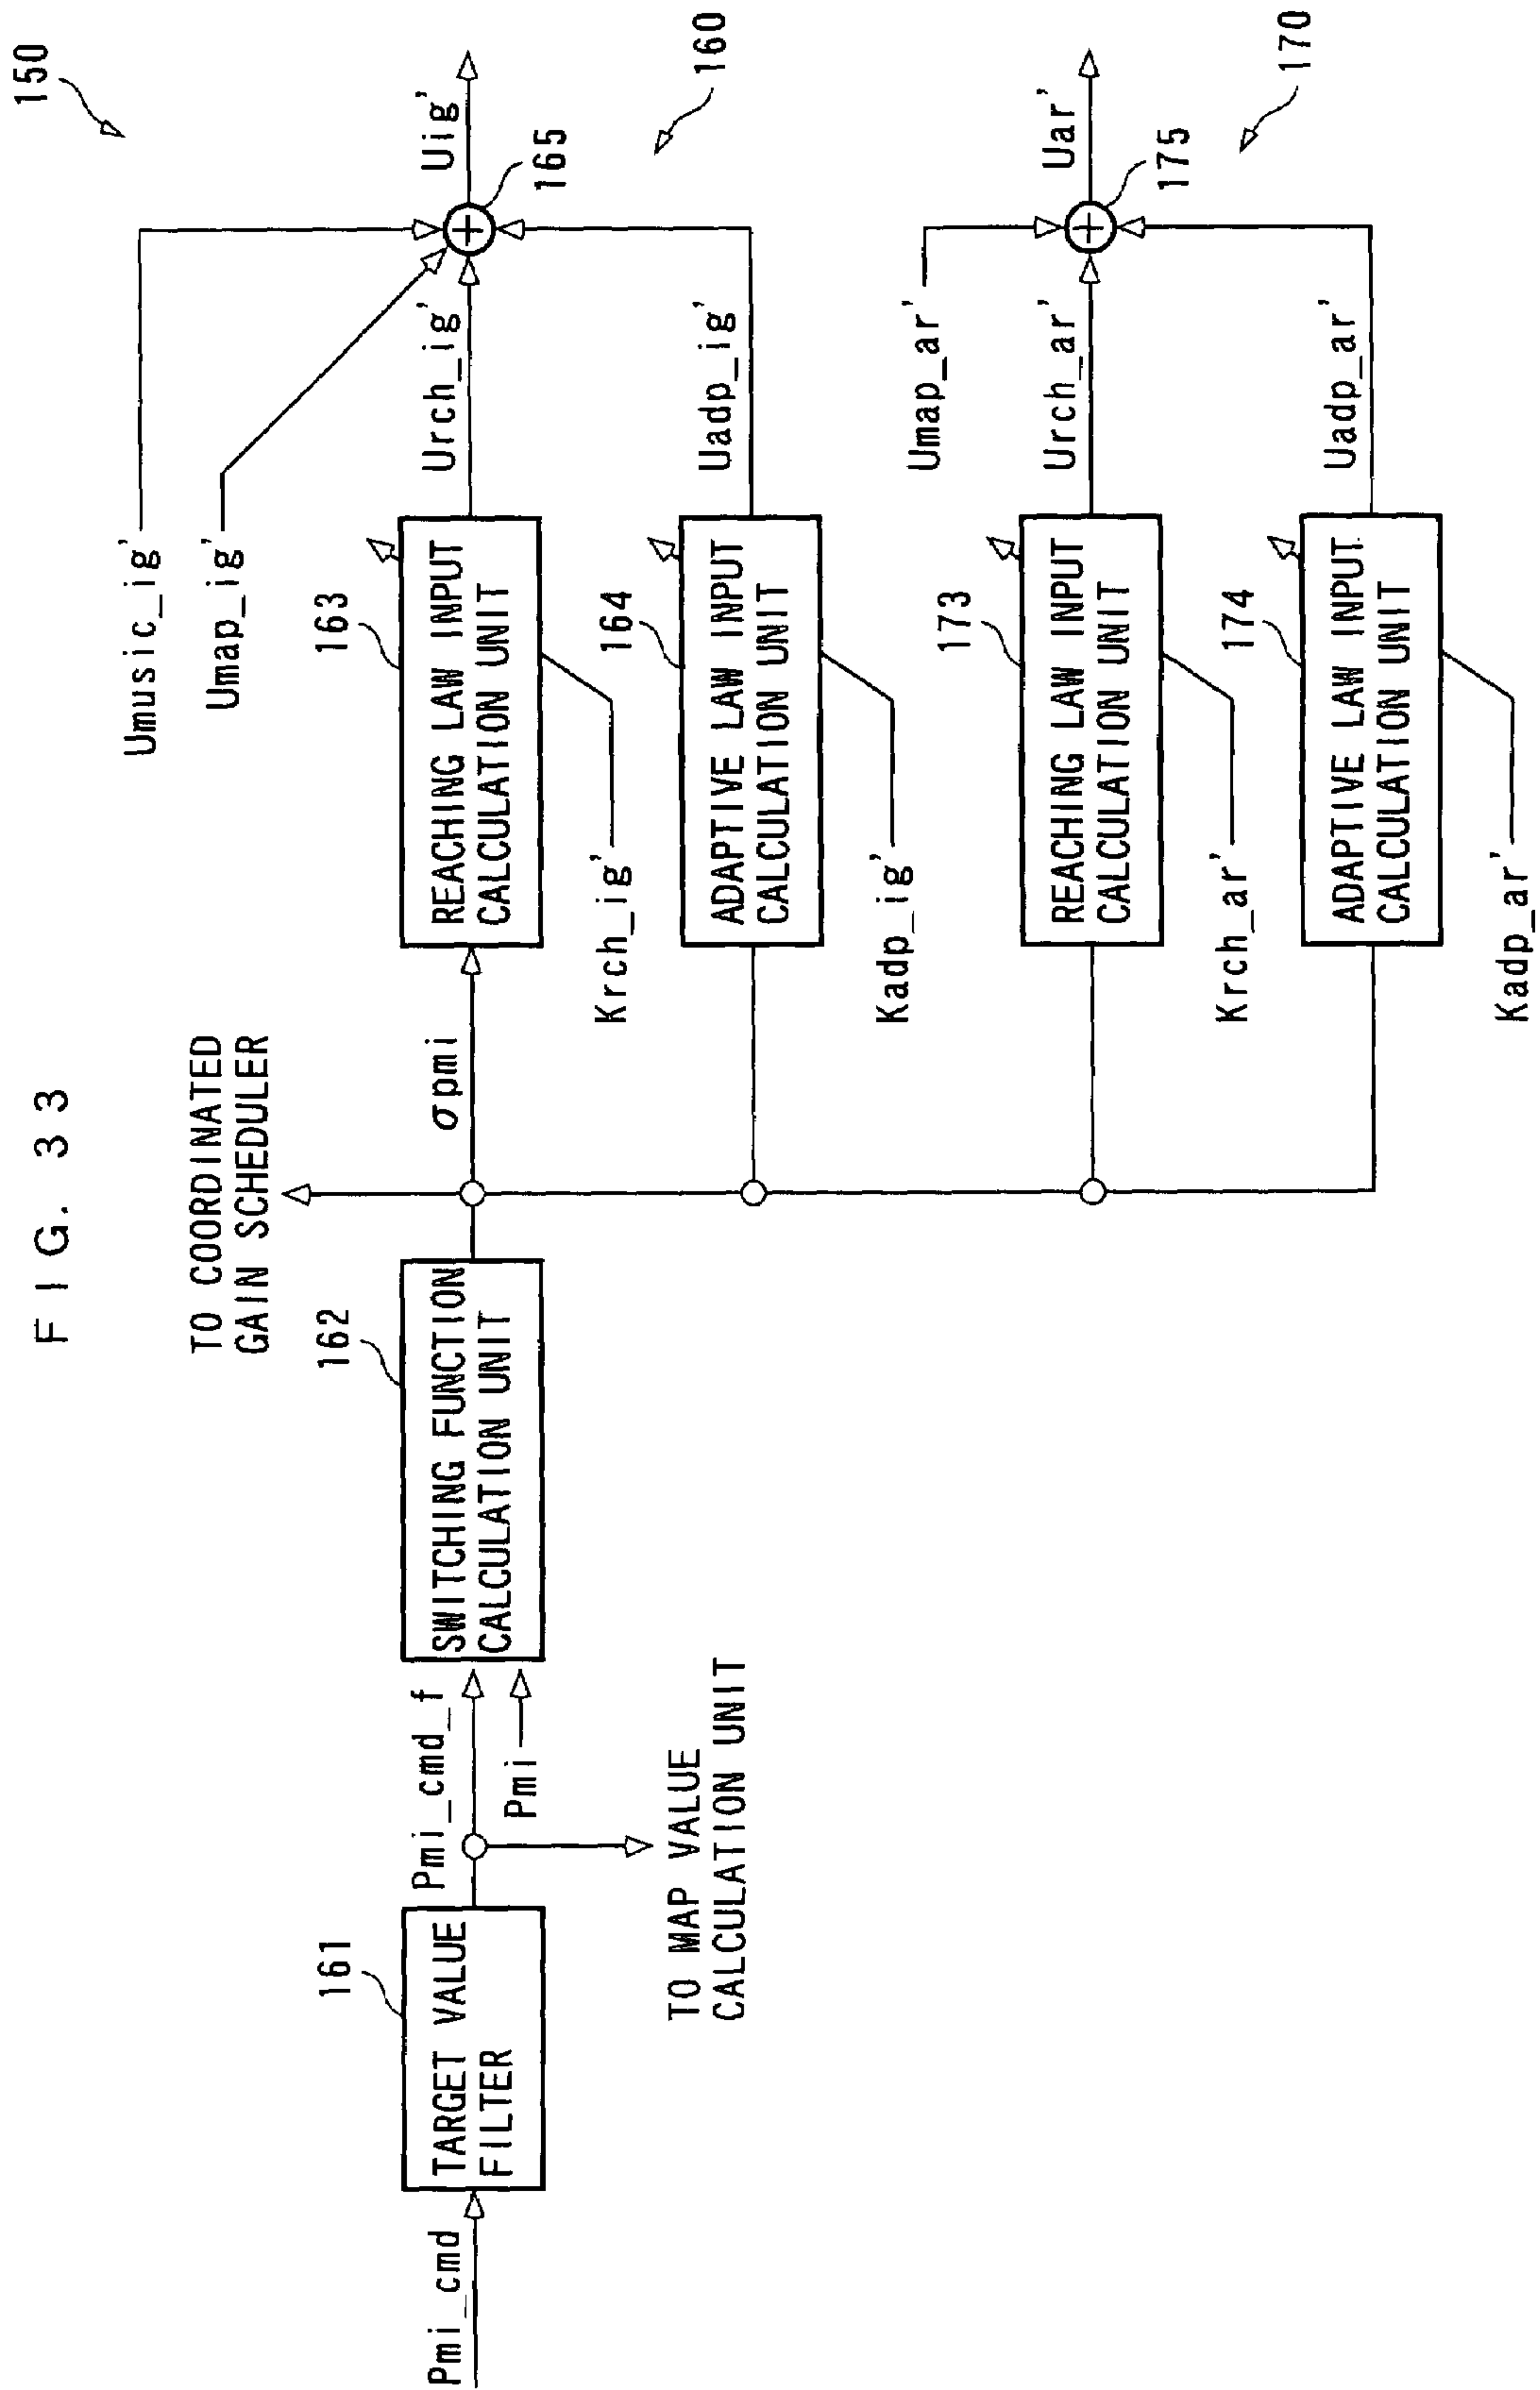 FIG. 33
150
TO COORDINATED
GAIN SCHEDULER
Umusic_ig'
Umap_ig'
Pmi_cmd
161
TARGET VALUE
FILTER
Pmi_cmd_f
Pmi
TO MAP VALUE
CALCULATION UNIT
162
SWITCHING FUNCTION
CALCULATION UNIT
σpmi
163
REACHING LAW INPUT
CALCULATION UNIT
Krch_ig'
Urch_ig'
165
Uig'
160
164
ADAPTIVE LAW INPUT
CALCULATION UNIT
Kadp_ig'
Uadp_ig'
Umap_ar'
173
REACHING LAW INPUT
CALCULATION UNIT
Krch_ar'
Urch_ar'
175
Uar'
170
174
ADAPTIVE LAW INPUT
CALCULATION UNIT
Kadp_ar'
Uadp_ar'